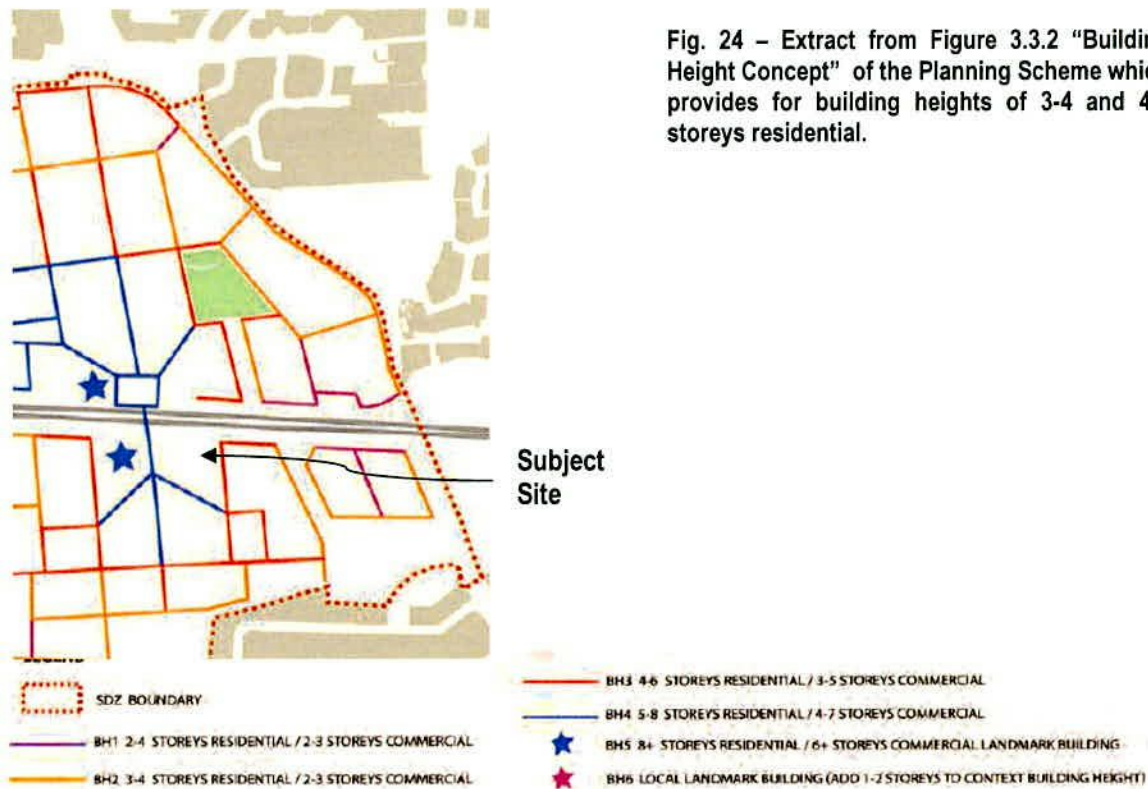 Fig. 24 – Extract from Figure 3.3.2 “Buildin
Height Concept” of the Planning Scheme whic
provides for building heights of 3-4 and 4
storeys residential.
Subject
Site
SDZ BOUNDARY
BH1 2-4 STOREYS RESIDENTIAL / 2-3 STOREYS COMMERCIAL
BH2 3-4 STOREYS RESIDENTIAL / 2-3 STOREYS COMMERCIAL
BH3 4-6 STOREYS RESIDENTIAL / 3-5 STOREYS COMMERCIAL
BH4 5-8 STOREYS RESIDENTIAL / 4-7 STOREYS COMMERCIAL
BH5 8+ STOREYS RESIDENTIAL / 6+ STOREYS COMMERCIAL LANDMARK BUILDING
BH6 LOCAL LANDMARK BUILDING (ADD 1-2 STOREYS TO CONTEXT BUILDING HEIGHT)